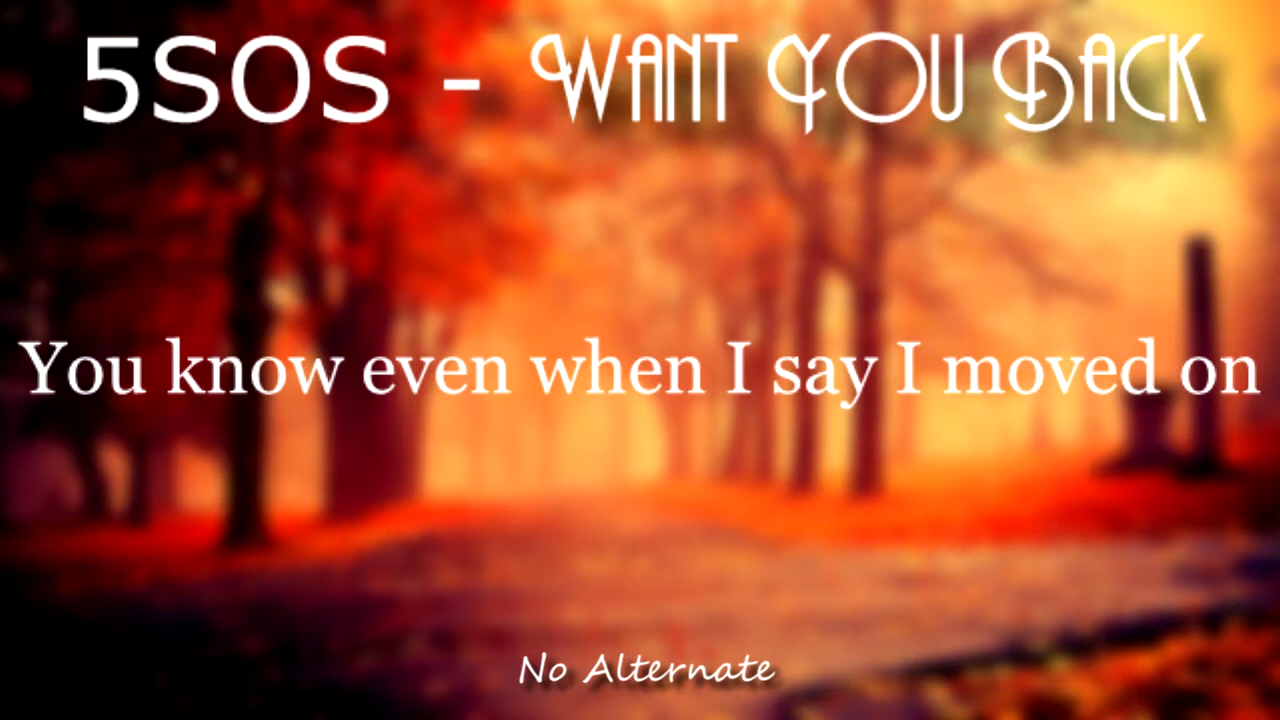 5SOS - WANT YOU BACK
You know even when I say I moved on
No Alternate